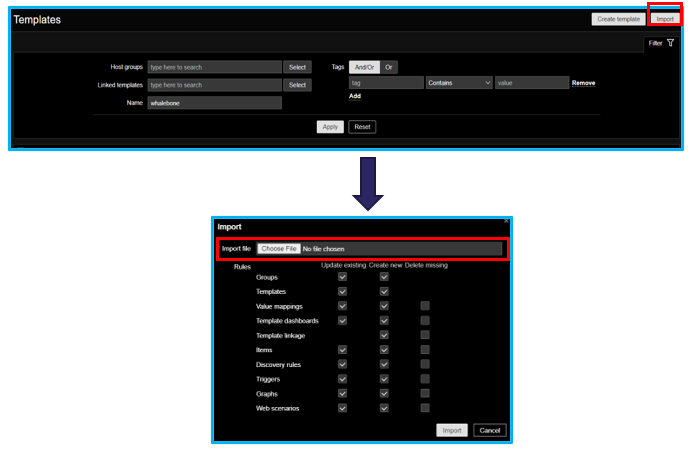 Templates Create template Import
Filter
Host groups type here to search Select Tags And/Or Or
Linked templates type here to search Select tag Contains value Remove
Name whalebone Add
Apply Reset
Import
Import file Choose File No file chosen
Rules Update existing Create new Delete missing
Groups
Templates
Value mappings
Template dashboards
Template linkage
Items
Discovery rules
Triggers
Graphs
Web scenarios
Import Cancel